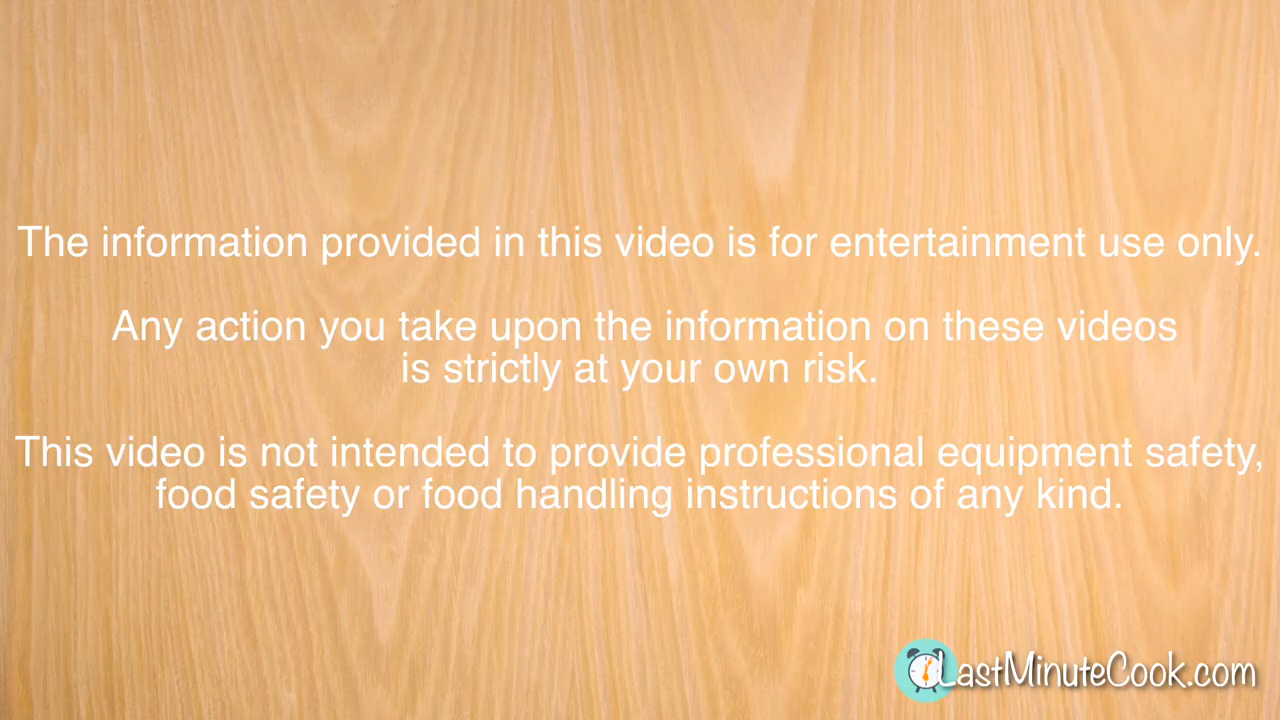 The information provided in this video is for entertainment use only.
Any action you take upon the information on these videos
is strictly at your own risk.
This video is not intended to provide professional equipment safety,
food safety or food handling instructions of any kind.
LastMinuteCook.com